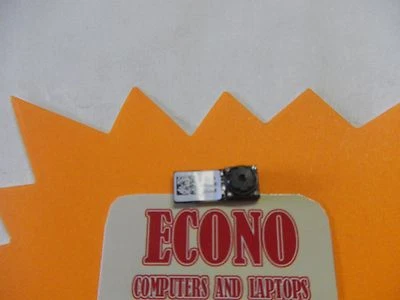 ECONO
COMPUTERS AND LAPTOPS